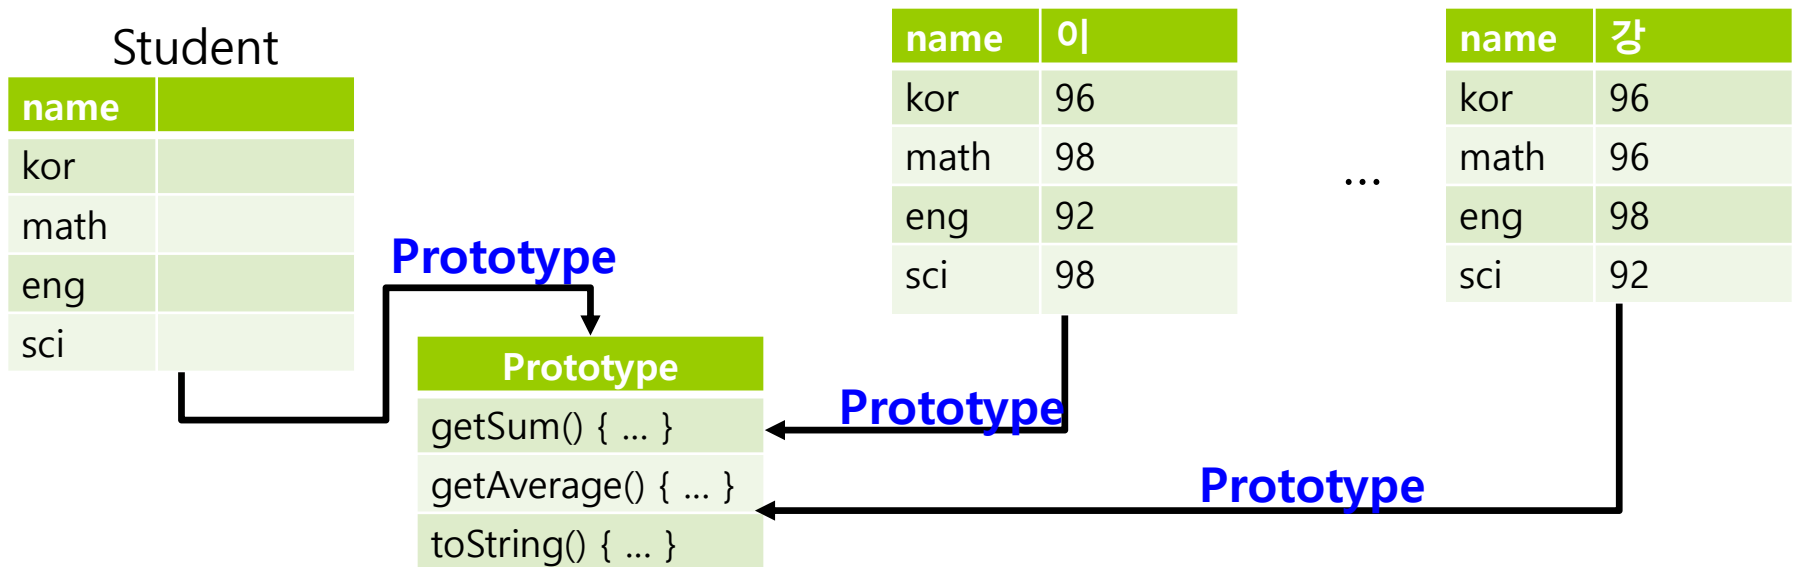 Student
name
kor
math
eng
sci
Prototype
Prototype
getSum() { ... }
getAverage() { ... }
toString() { ... }
name 이
kor 96
math 98
eng 92
sci 98
Prototype
...
name 강
kor 96
math 96
eng 98
sci 92
Prototype